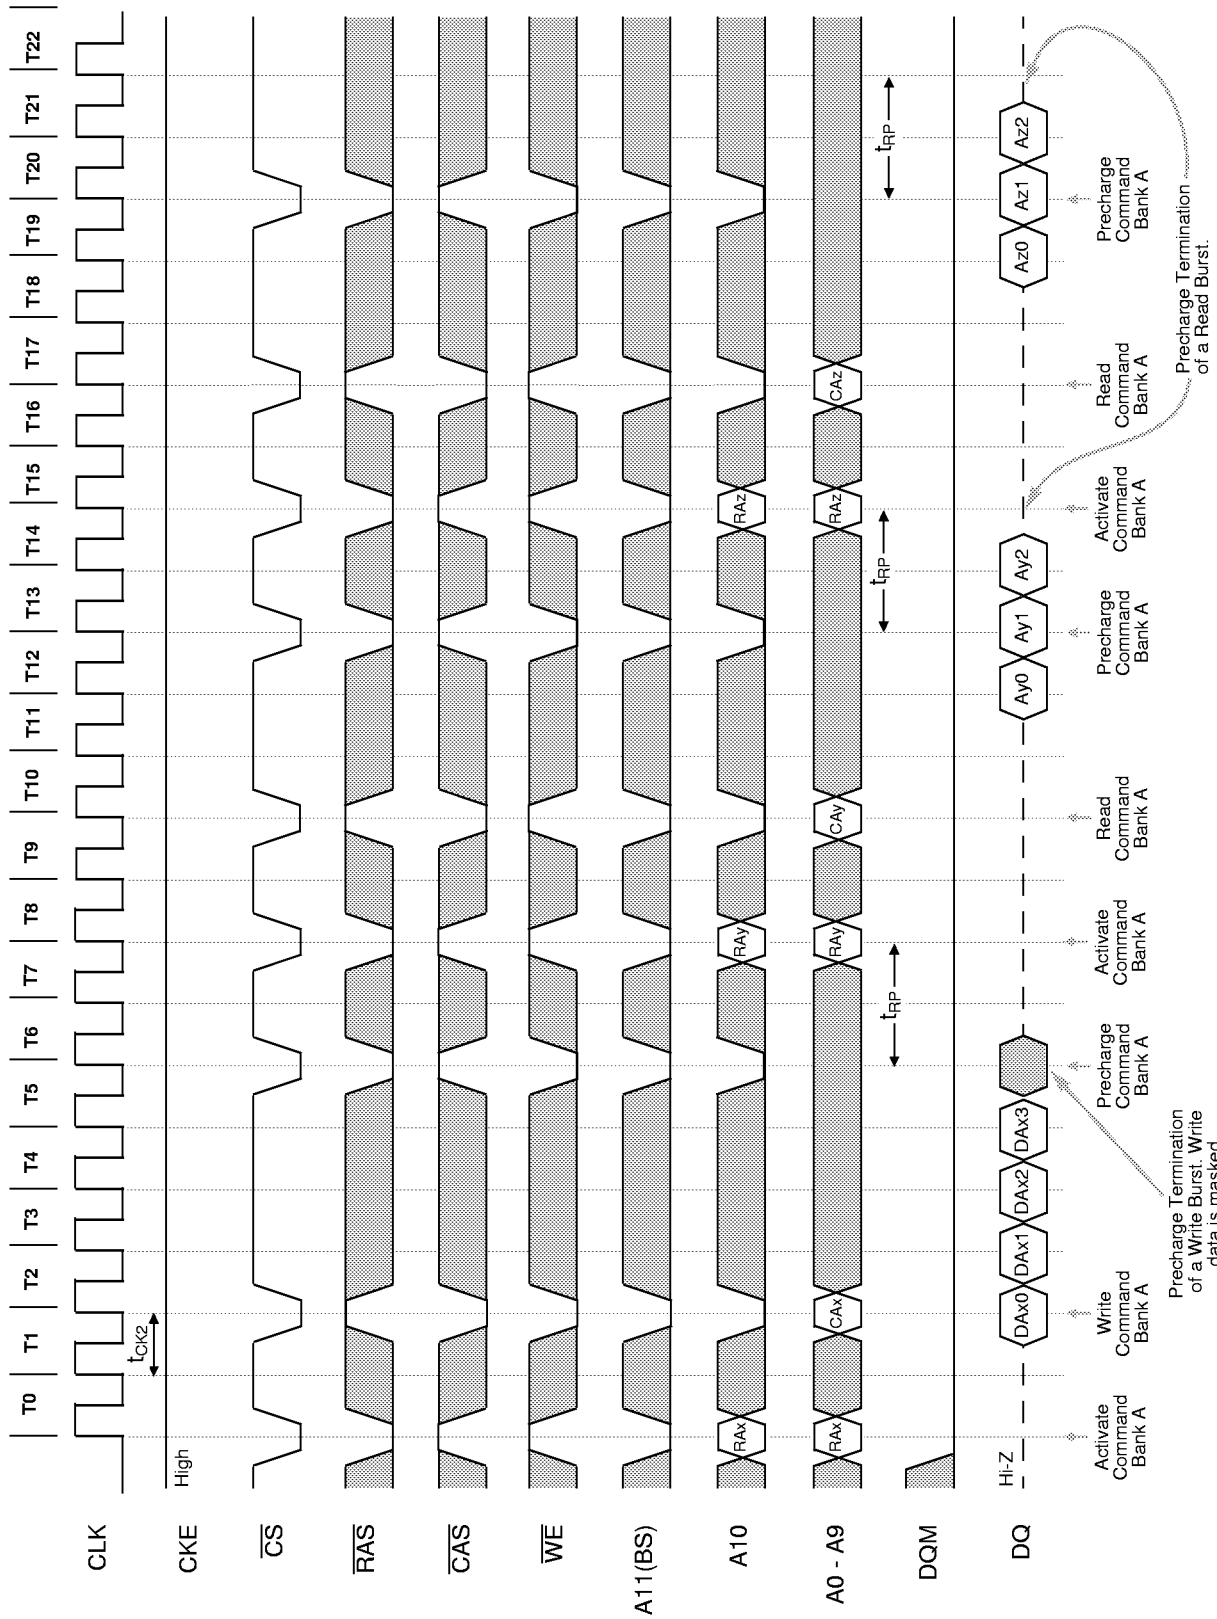 T0 T1 T2 T3 T4 T5 T6 T7 T8 T9 T10 T11 T12 T13 T14 T15 T16 T17 T18 T19 T20 T21 T22
CLK
tCK2
CKE
High
CS
RAS
CAS
WE
A11(BS)
A10
RAx RAy RAz
A0 - A9
RAx CAx RAy CAy RAz CAz
tRP tRP tRP
DQM
DQ
Hi-Z
DAx0 DAx1 DAx2 DAx3 Ay0 Ay1 Ay2 Az0 Az1 Az2
Activate
Command
Bank A
Write
Command
Bank A
Precharge
Command
Bank A
Activate
Command
Bank A
Read
Command
Bank A
Precharge
Command
Bank A
Activate
Command
Bank A
Read
Command
Bank A
Precharge
Command
Bank A
Precharge Termination
of a Write Burst. Write
data is masked
Precharge Termination
of a Read Burst.